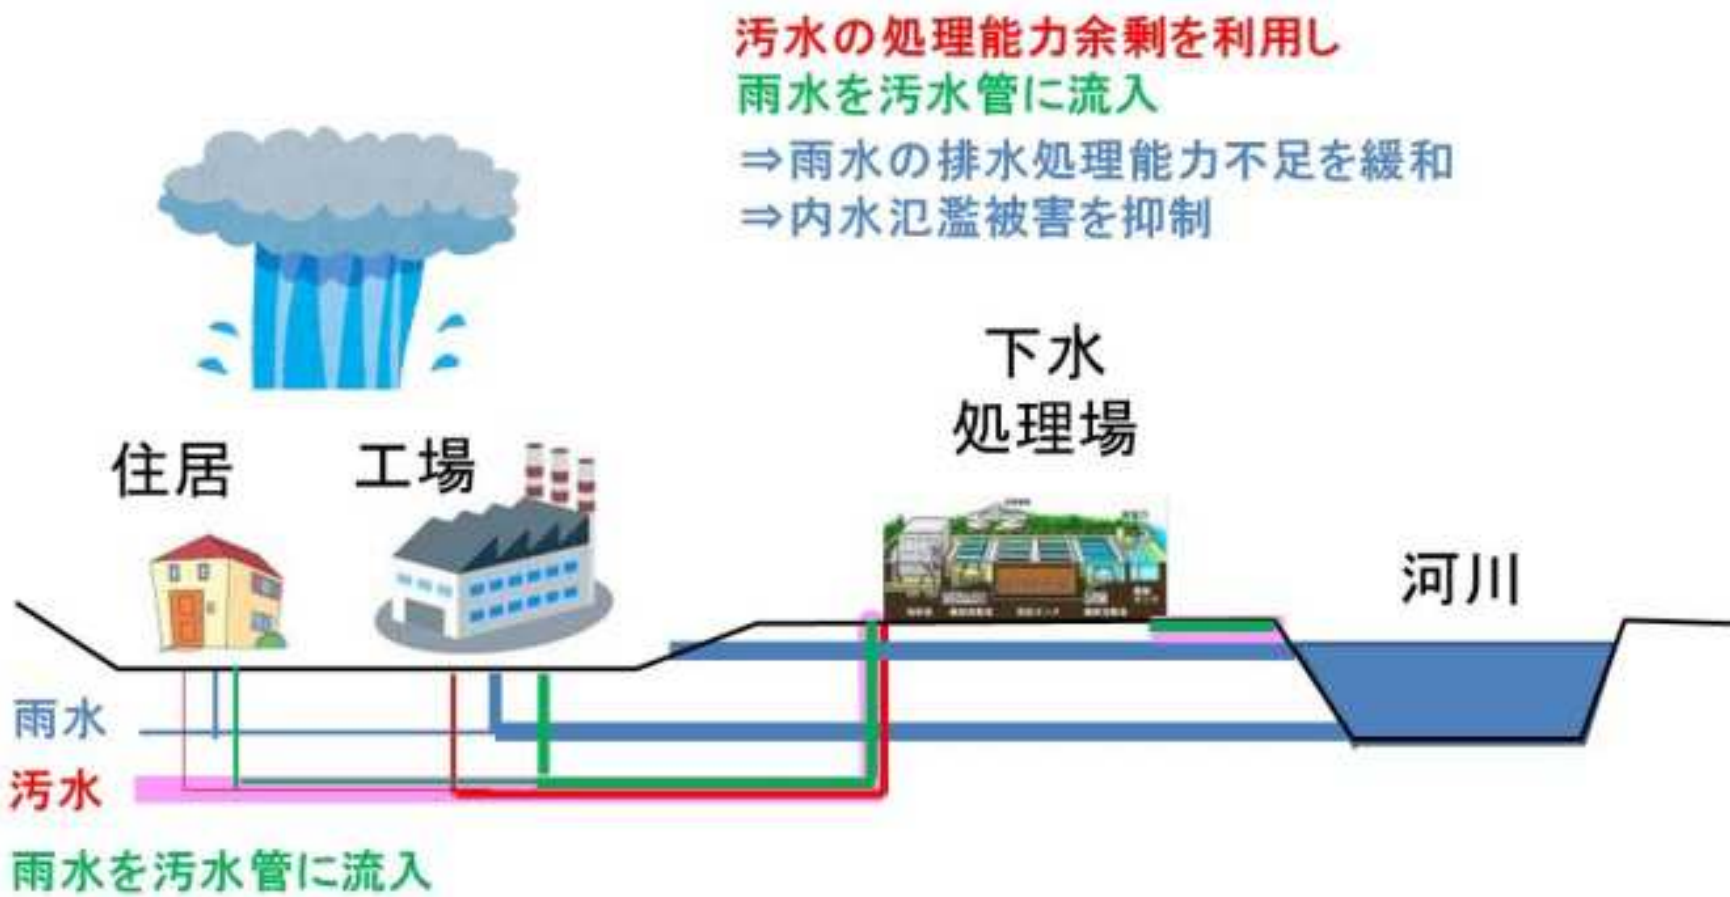 汚水の処理能力余剰を利用し
雨水を汚水管に流入
⇒雨水の排水処理能力不足を緩和
⇒内水氾濫被害を抑制
下水
処理場
住居
工場
河川
雨水
汚水
雨水を汚水管に流入